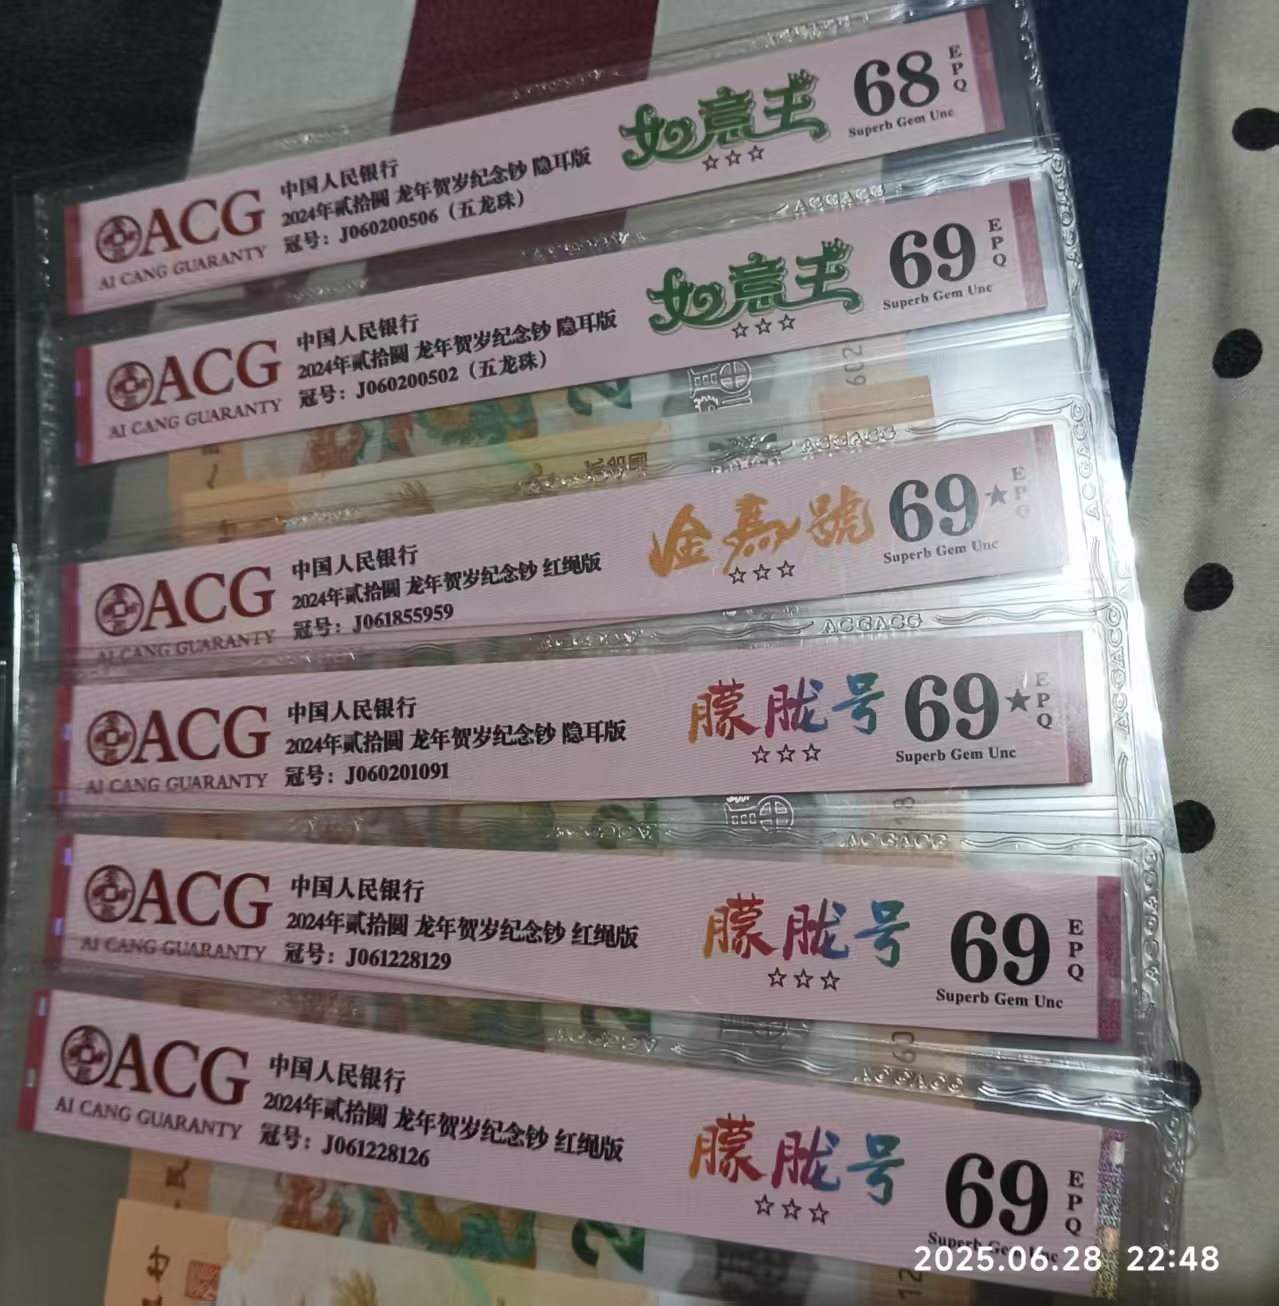 ACG
AI CANG GUARANTY
中国人民银行
2024年贰拾圆 龙年贺岁纪念钞 隐耳版
冠号：J060200506（五龙珠）
如意王
☆☆☆
68
EPQ
Superb Gem Unc
ACGACG
ACG
AI CANG GUARANTY
中国人民银行
2024年贰拾圆 龙年贺岁纪念钞 隐耳版
冠号：J060200502（五龙珠）
如意王
☆☆☆
69
EPQ
Superb Gem Unc
602
ACGACG
ACG
AI CANG GUARANTY
中国人民银行
2024年贰拾圆 龙年贺岁纪念钞 红绳版
冠号：J061855959
金馬號
☆☆☆
69★
EPQ
Superb Gem Unc
ACGACG
ACG
AI CANG GUARANTY
中国人民银行
2024年贰拾圆 龙年贺岁纪念钞 隐耳版
冠号：J060201091
朦胧号
☆☆☆
69★
EPQ
Superb Gem Unc
ACGACG
ACG
AI CANG GUARANTY
中国人民银行
2024年贰拾圆 龙年贺岁纪念钞 红绳版
冠号：J061228129
朦胧号
☆☆☆
69
EPQ
Superb Gem Unc
ACGACG
ACG
AI CANG GUARANTY
中国人民银行
2024年贰拾圆 龙年贺岁纪念钞 红绳版
冠号：J061228126
朦胧号
☆☆☆
69
EPQ
Superb Gem Unc
2025.06.28 22:48